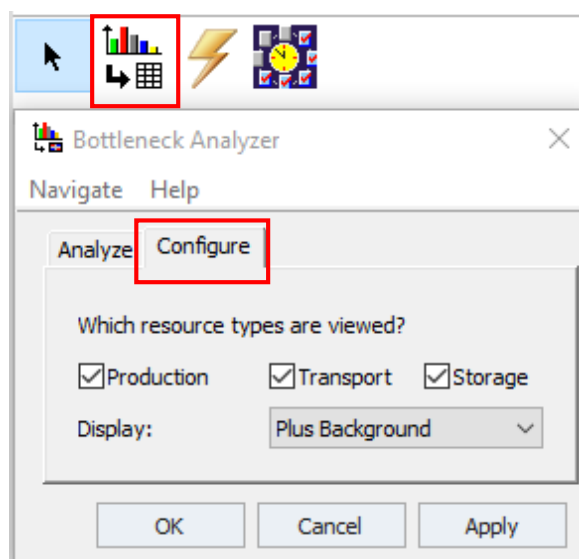 Bottleneck Analyzer
Navigate Help
Analyze Configure
Which resource types are viewed?
Production Transport Storage
Display: Plus Background
OK Cancel Apply